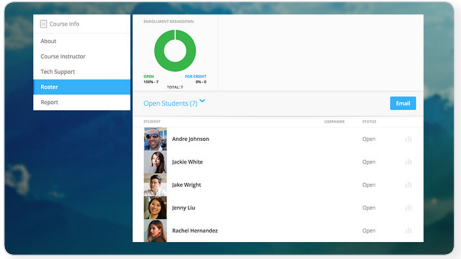 Course Info
About
Course Instructor
Tech Support
Roster
Report
ENROLLMENT BREAKDOWN
OPEN
100% - 7
FOR CREDIT
0% - 0
TOTAL: 7
Open Students (7)
Email
STUDENT USERNAME STATUS
Andre Johnson Open
Jackie White Open
Jake Wright Open
Jenny Liu Open
Rachel Hernandez Open